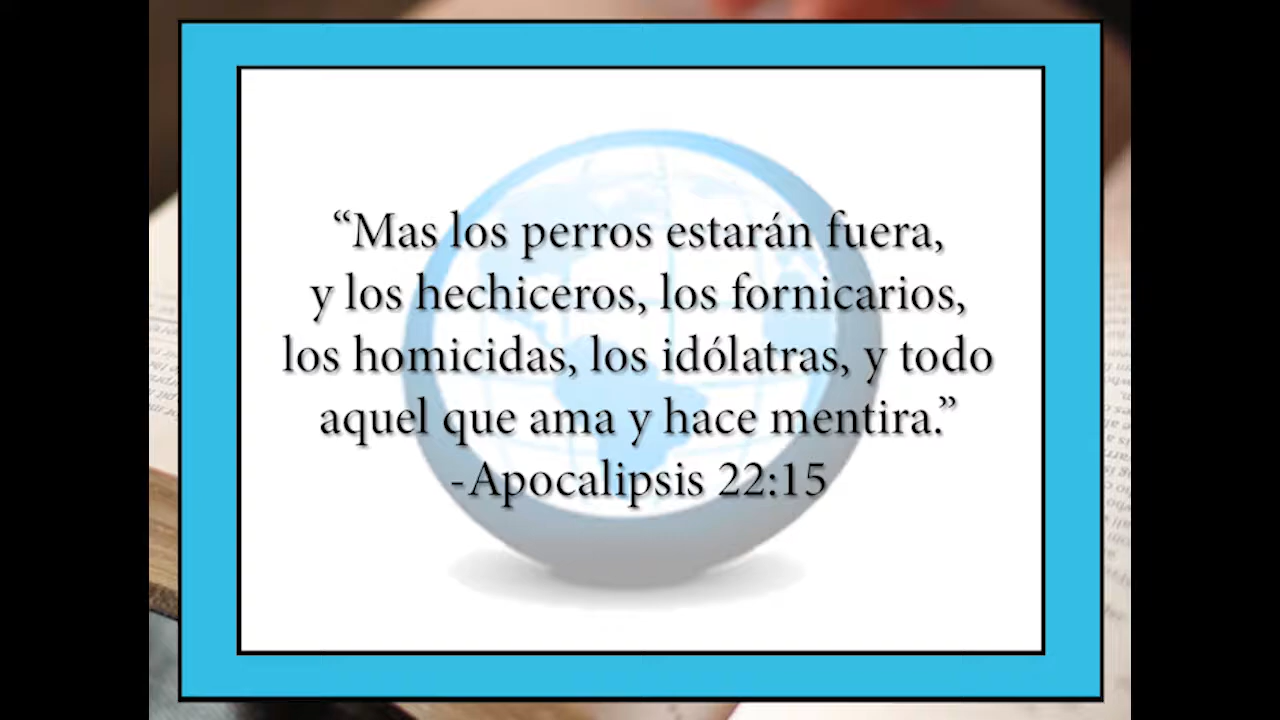 “Mas los perros estarán fuera,
y los hechiceros, los fornicarios,
los homicidas, los idólatras, y todo
aquel que ama y hace mentira.”
-Apocalipsis 22:15